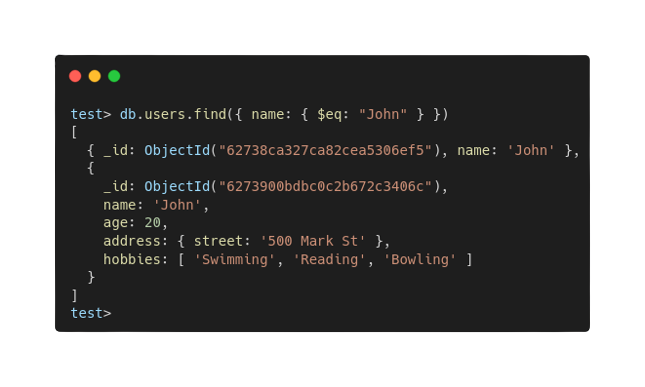 test> db.users.find({ name: { $eq: "John" } })
[
  { _id: ObjectId("62738ca327ca82cea5306ef5"), name: 'John' },
  {
    _id: ObjectId("6273900bdbc0c2b672c3406c"),
    name: 'John',
    age: 20,
    address: { street: '500 Mark St' },
    hobbies: [ 'Swimming', 'Reading', 'Bowling' ]
  }
]
test>